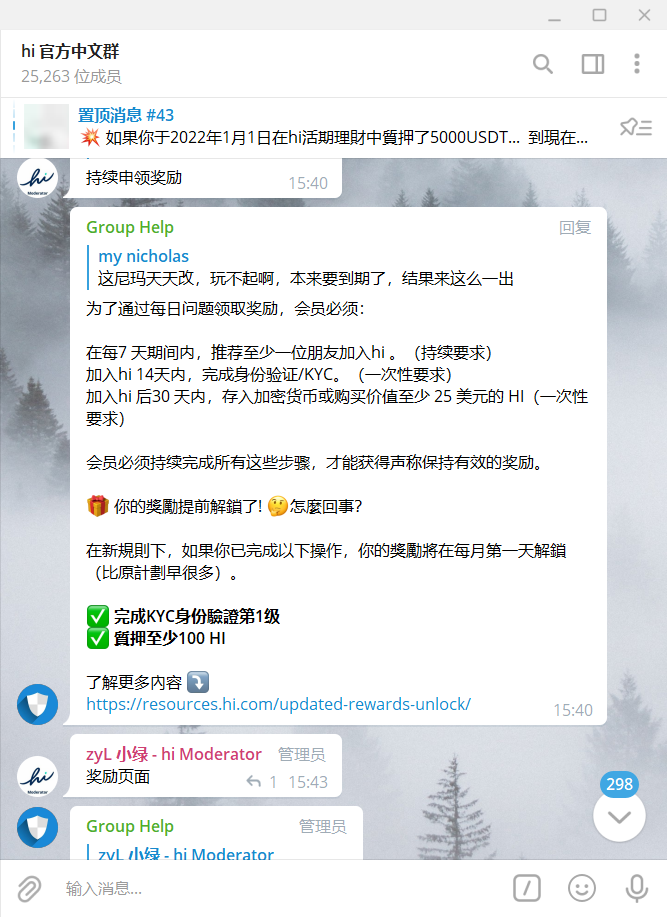 hi 官方中文群
25,263 位成员
置顶消息 #43
💥 如果你于2022年1月1日在hi活期理財中質押了5000USDT... 到現在...
hi
Moderator
持续申领奖励
15:40
Group Help 回复
my nicholas
这尼玛天天改，玩不起啊，本来要到期了，结果来这么一出
为了通过每日问题领取奖励，会员必须：
在每7 天期间内，推荐至少一位朋友加入hi 。（持续要求）
加入hi 14天内，完成身份验证/KYC。（一次性要求）
加入hi 后30 天内，存入加密货币或购买价值至少 25 美元的 HI（一次性
要求）
会员必须持续完成所有这些步骤，才能获得声称保持有效的奖励。
🎁 你的獎勵提前解鎖了! 🤔怎麼回事?
在新規則下，如果你已完成以下操作，你的獎勵將在每月第一天解鎖
（比原計劃早很多）。
✅ 完成KYC身份驗證第1级
✅ 質押至少100 HI
了解更多内容 ⤵️
https://resources.hi.com/updated-rewards-unlock/
15:40
zyL 小绿 - hi Moderator 管理员
hi
Moderator
奖励页面
1 15:43
298
Group Help 管理员
zyL 小绿 - hi Moderator
输入消息...